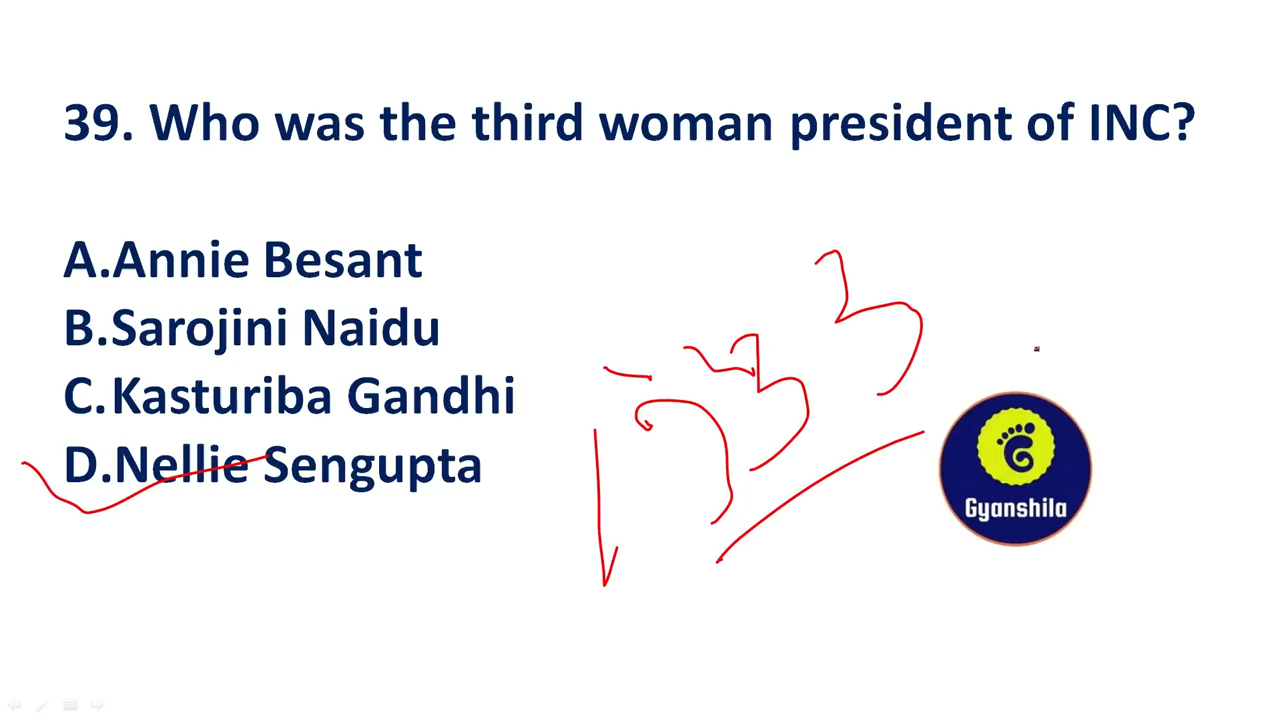 39. Who was the third woman president of INC?
A.Annie Besant
B.Sarojini Naidu
C.Kasturiba Gandhi
D.Nellie Sengupta
1933
Gyanshila